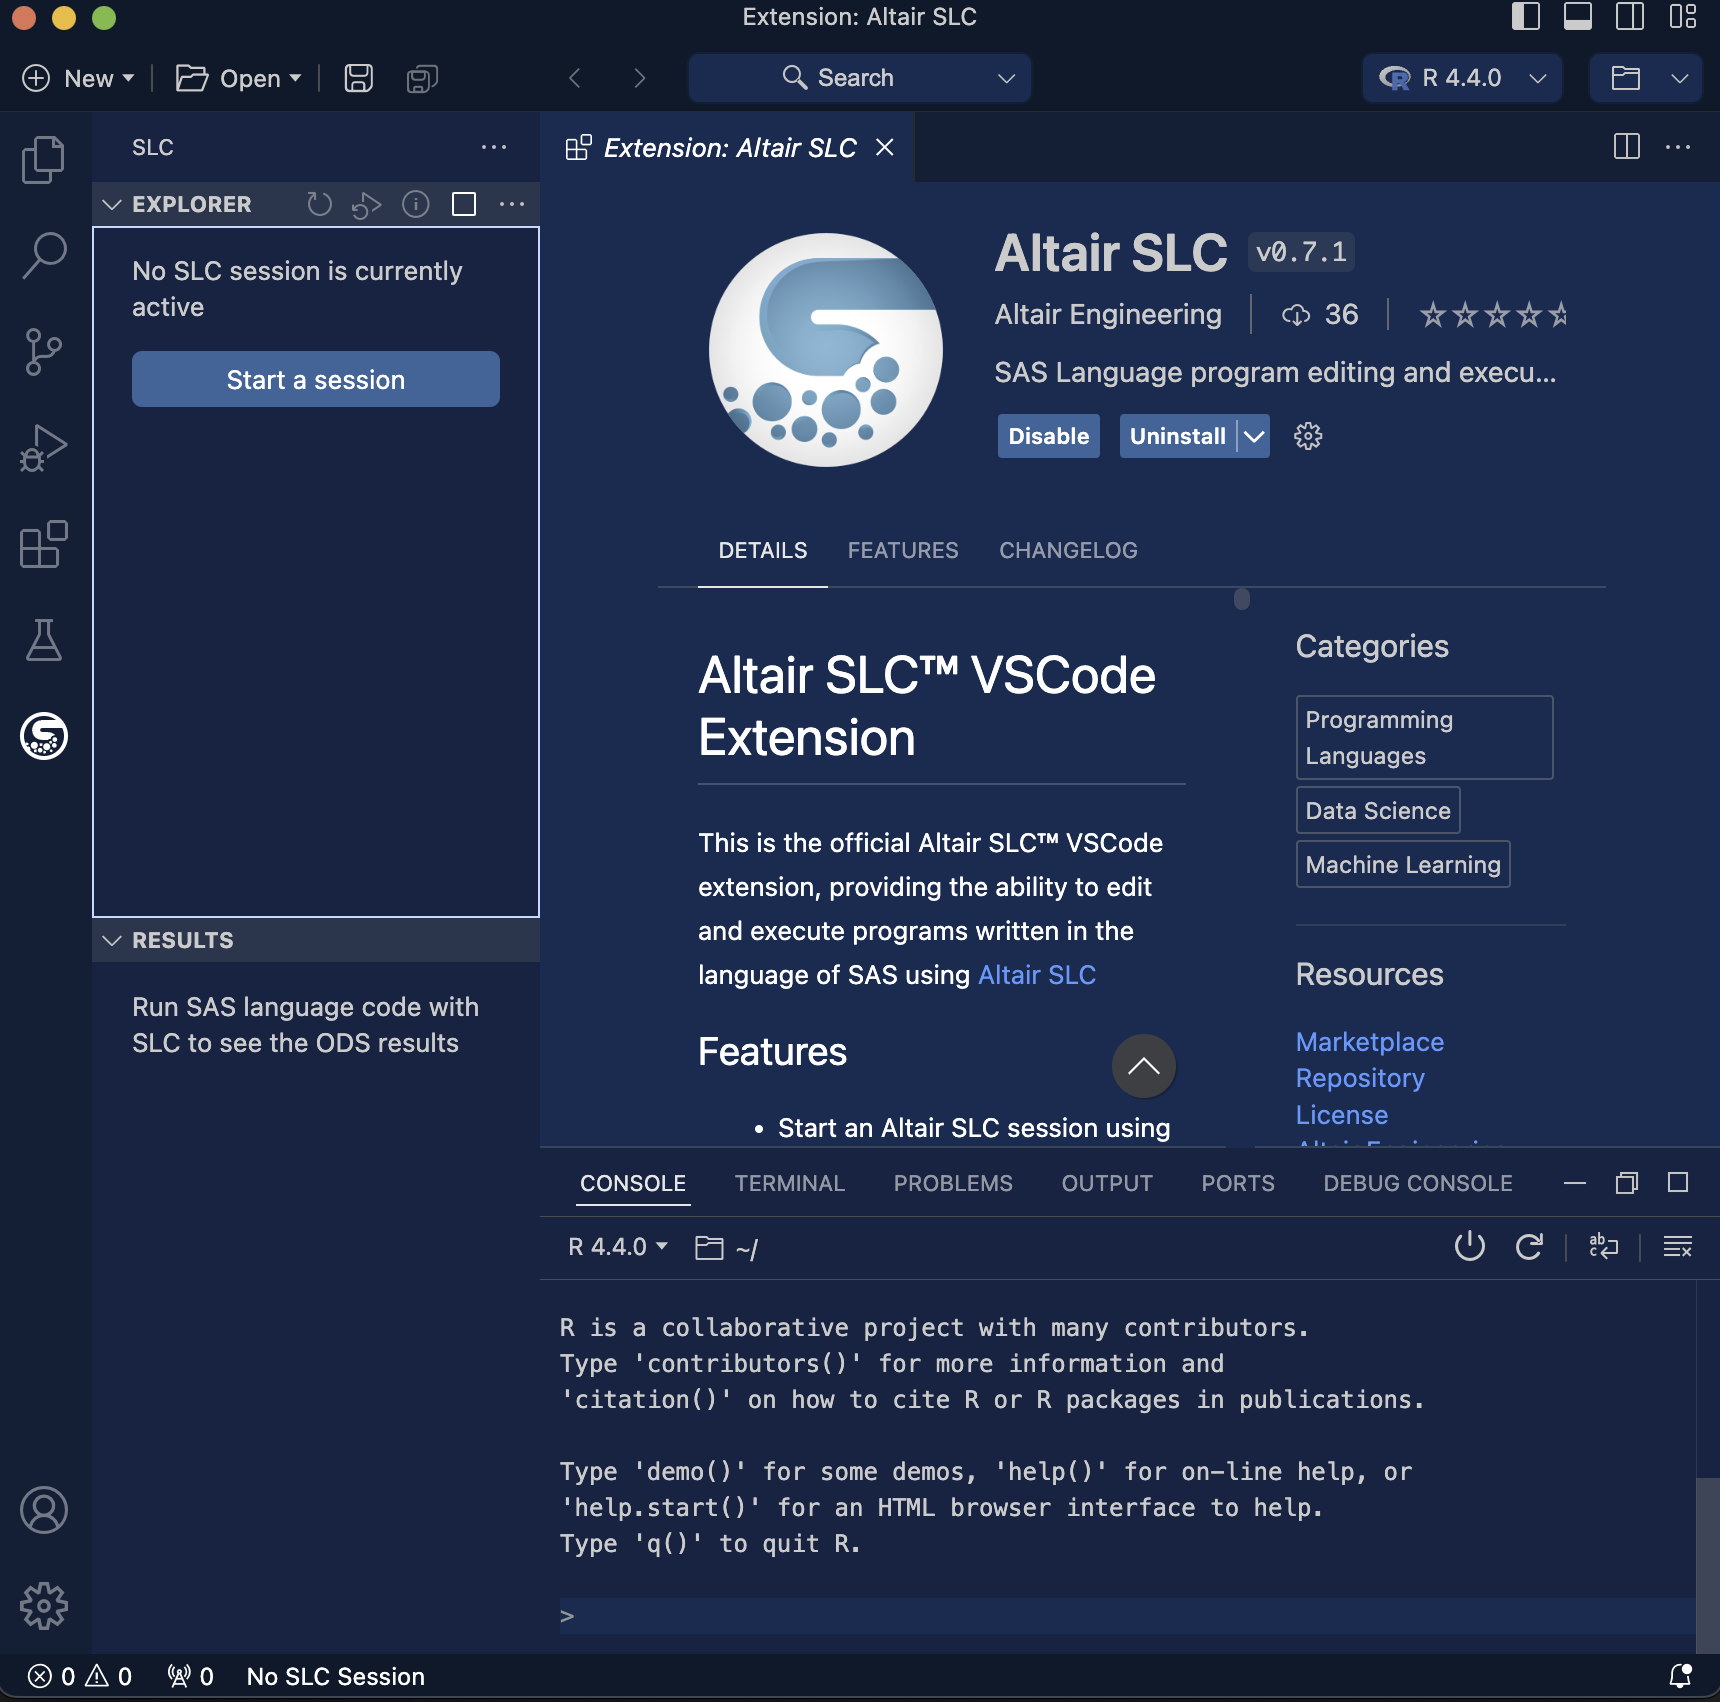 Extension: Altair SLC
New
Open
Search
R 4.4.0
SLC
Extension: Altair SLC
EXPLORER
No SLC session is currently
active
Start a session
Altair SLC v0.7.1
Altair Engineering 36
SAS Language program editing and execu...
Disable Uninstall
DETAILS FEATURES CHANGELOG
Altair SLC™ VSCode
Extension
This is the official Altair SLC™ VSCode
extension, providing the ability to edit
and execute programs written in the
language of SAS using Altair SLC
Features
• Start an Altair SLC session using
Categories
Programming
Languages
Data Science
Machine Learning
Resources
Marketplace
Repository
License
RESULTS
Run SAS language code with
SLC to see the ODS results
CONSOLE TERMINAL PROBLEMS OUTPUT PORTS DEBUG CONSOLE
R 4.4.0 ~/
R is a collaborative project with many contributors.
Type 'contributors()' for more information and
'citation()' on how to cite R or R packages in publications.
Type 'demo()' for some demos, 'help()' for on-line help, or
'help.start()' for an HTML browser interface to help.
Type 'q()' to quit R.
>
0 0 0 No SLC Session